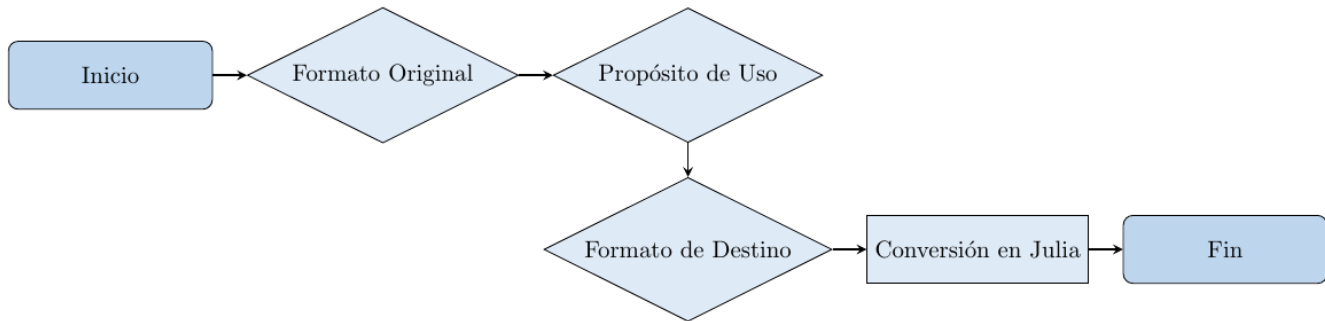 Inicio
Formato Original
Propósito de Uso
Formato de Destino
Conversión en Julia
Fin